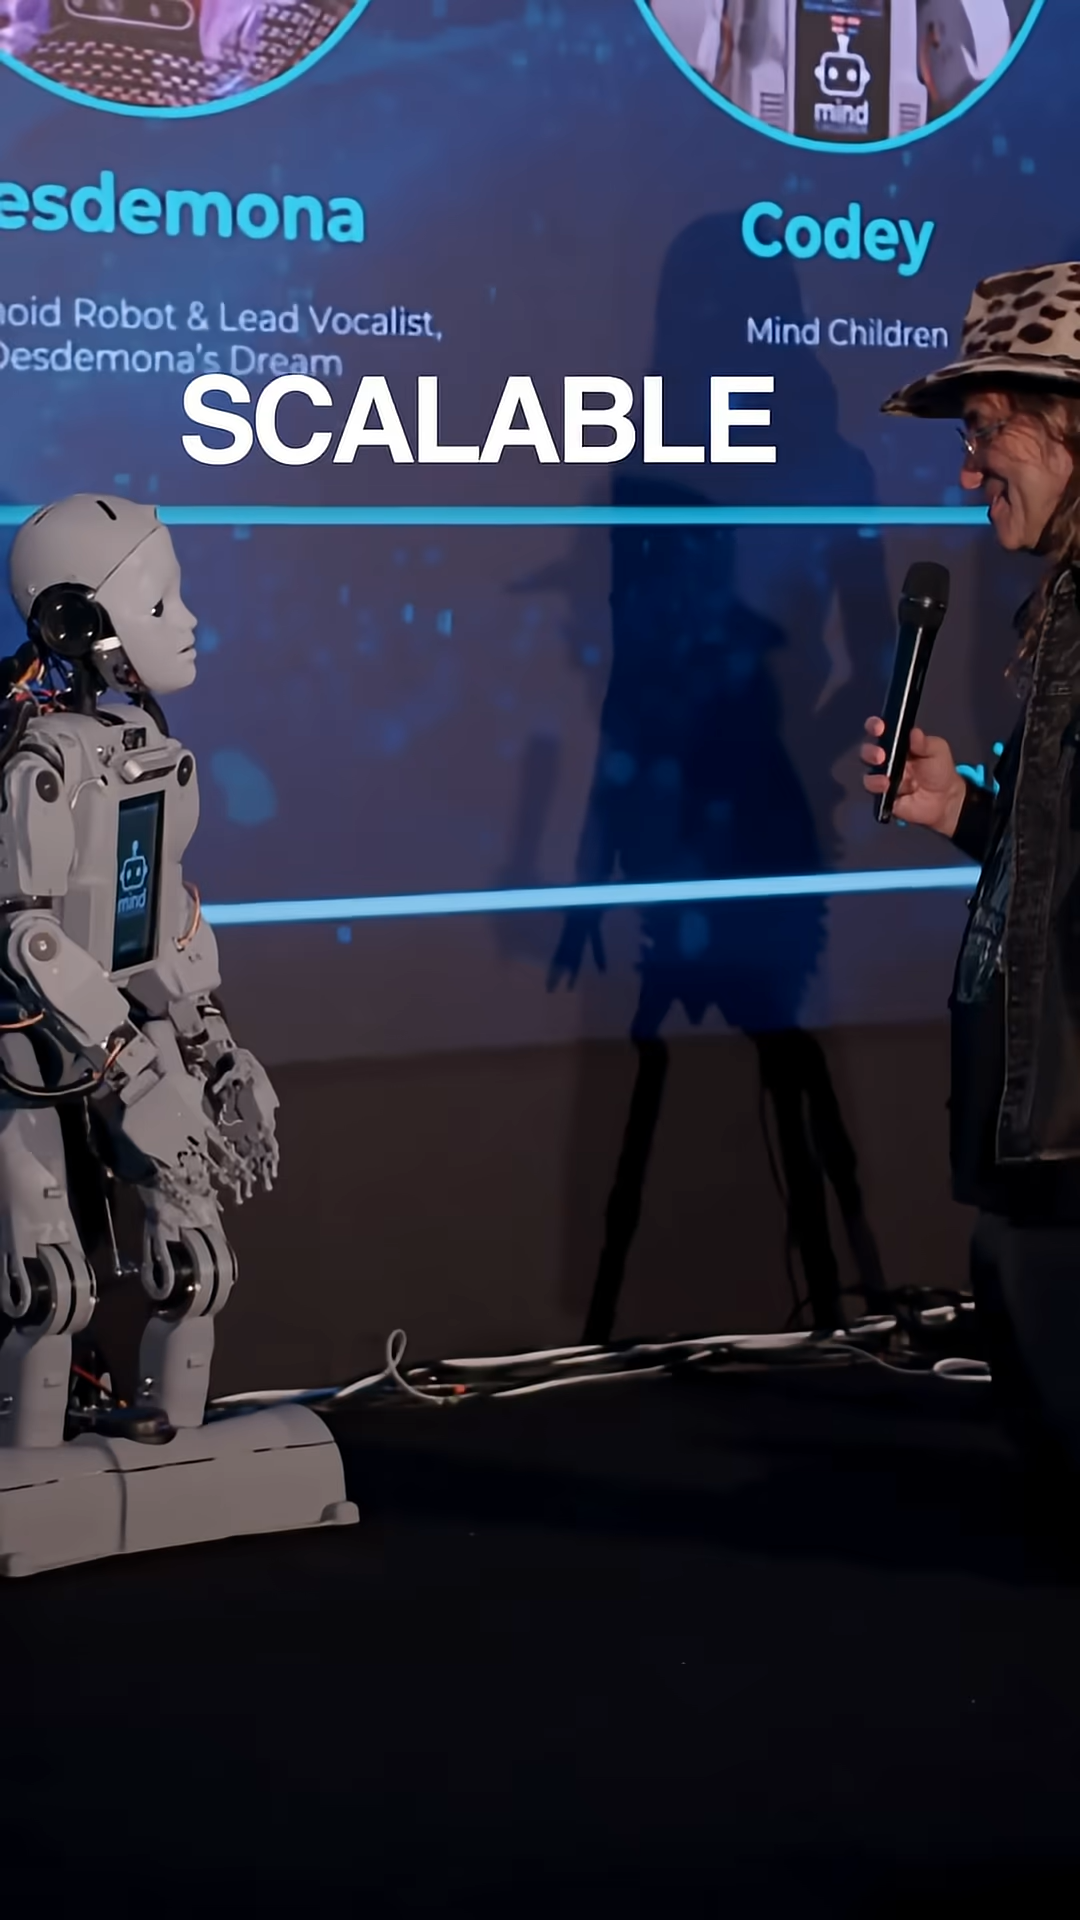 mind
esdemona
Codey
noid Robot & Lead Vocalist,
Desdemona's Dream
Mind Children
SCALABLE
mind